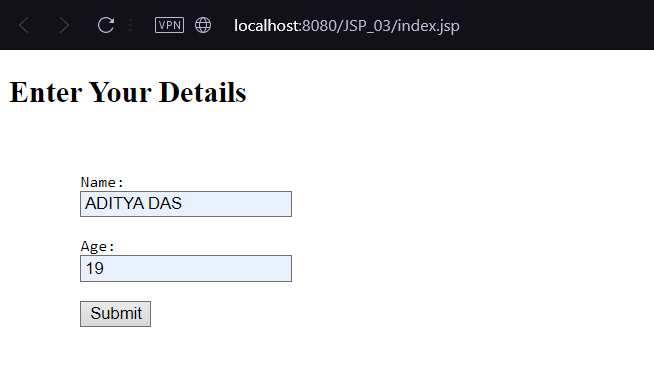 VPN localhost:8080/JSP_03/index.jsp
Enter Your Details
Name:
ADITYA DAS
Age:
19
Submit